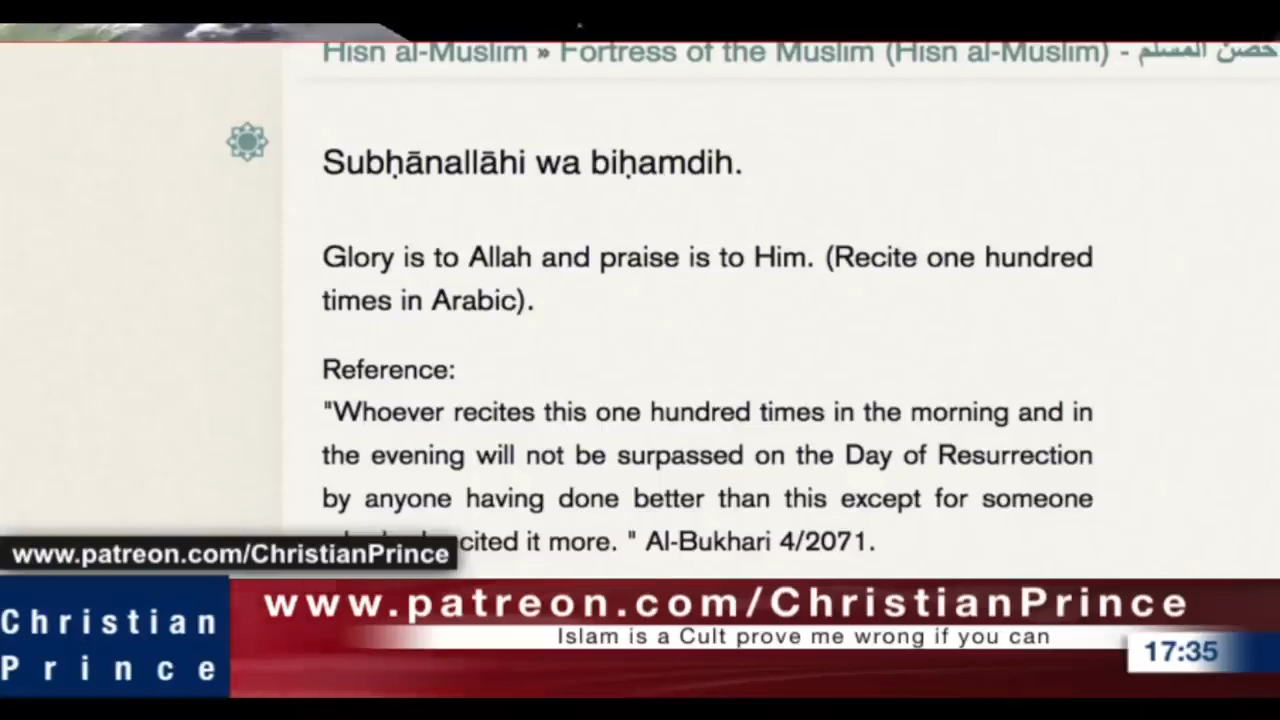 Hisn al-Muslim » Fortress of the Muslim (Hisn al-Muslim) - حصن المسلم
Subḥānallāhi wa biḥamdih.
Glory is to Allah and praise is to Him. (Recite one hundred
times in Arabic).
Reference:
"Whoever recites this one hundred times in the morning and in
the evening will not be surpassed on the Day of Resurrection
by anyone having done better than this except for someone
it more. " Al-Bukhari 4/2071.
www.patreon.com/ChristianPrince
www.patreon.com/ChristianPrince
Islam is a Cult prove me wrong if you can
Christian
Prince
17:35